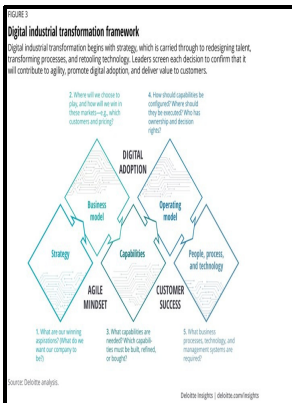 FIGURE 3
Digital industrial transformation framework
Digital industrial transformation begins with strategy, which is carried through to redesigning talent,
transforming processes, and retooling technology. Leaders screen each decision to confirm that it
will contribute to agility, promote digital adoption, and deliver value to customers.
2. Where will we choose to
play, and how will we win in
these markets—e.g., which
customers and pricing?
4. How should capabilities be
configured? Where should
they be executed? Who has
ownership and decision
rights?
DIGITAL
ADOPTION
Business
model
Operating
model
Strategy
Capabilities
People, process,
and technology
AGILE
MINDSET
CUSTOMER
SUCCESS
1. What are our winning
aspirations? (What do we
want our company to
be?)
3. What capabilities are
needed? Which capabili-
ties must be built, refined,
or bought?
5. What business
processes, technology, and
management systems are
required?
Source: Deloitte analysis.
Deloitte Insights | deloitte.com/insights